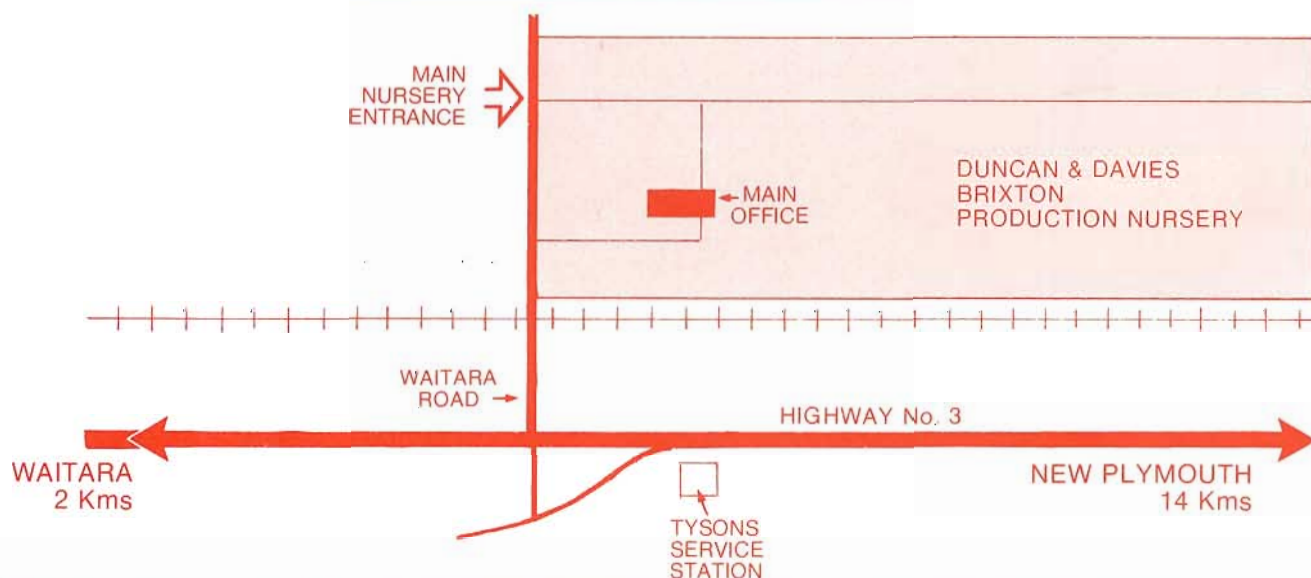 MAIN
NURSERY
ENTRANCE
DUNCAN & DAVIES
BRIXTON
PRODUCTION NURSERY
MAIN
OFFICE
WAITARA
ROAD
HIGHWAY No. 3
WAITARA
2 Kms
NEW PLYMOUTH
14 Kms
TYSONS
SERVICE
STATION